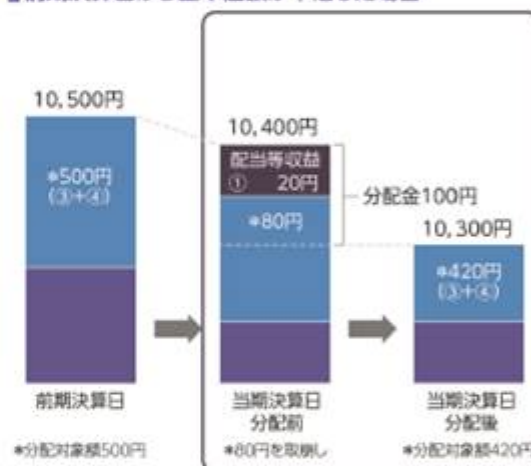 10,500円
10,400円
配当等収益
① 20円
*500円
(③+④)
*80円
分配金100円
10,300円
*420円
(③+④)
前期決算日
当期決算日
分配前
当期決算日
分配後
*分配対象額500円
*80円を取崩し
*分配対象額420円